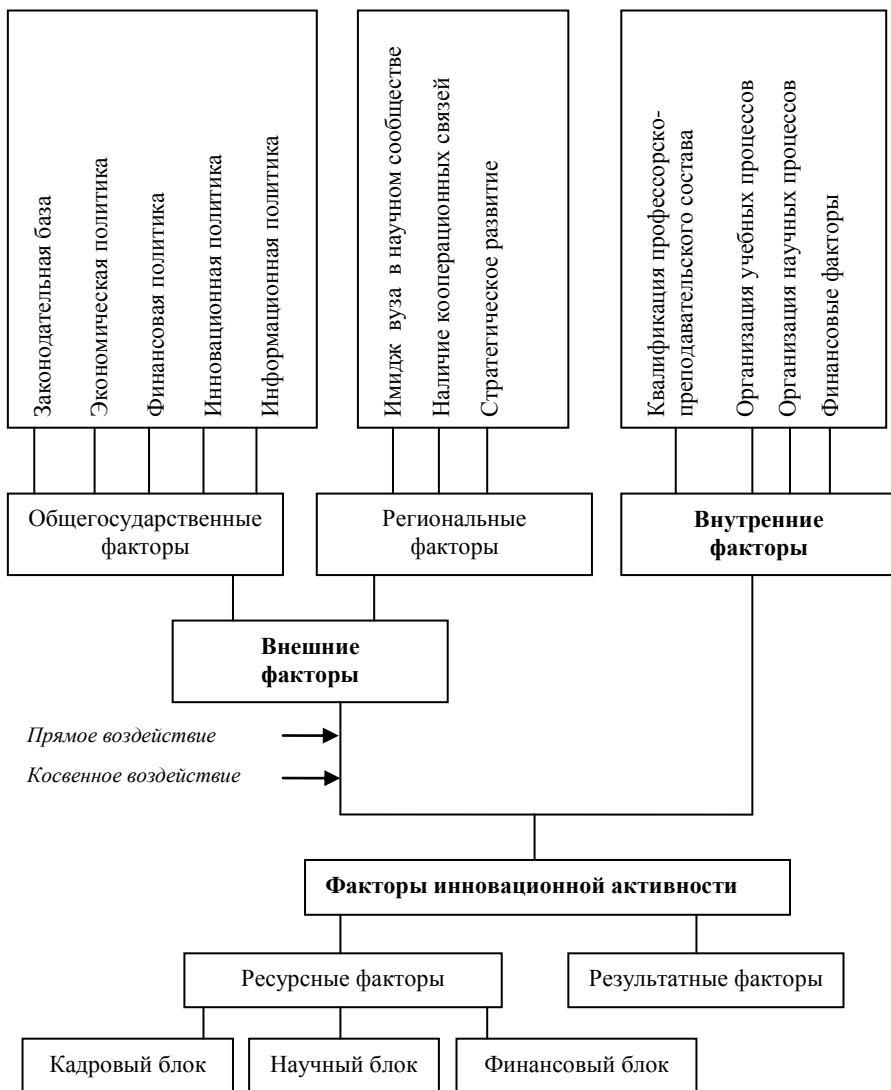 Законодательная база
Экономическая политика
Финансовая политика
Инновационная политика
Информационная политика
Имидж вуза в научном сообществе
Наличие кооперационных связей
Стратегическое развитие
Квалификация профессорско-
преподавательского состава
Организация учебных процессов
Организация научных процессов
Финансовые факторы
Общегосударственные
факторы
Региональные
факторы
Внутренние
факторы
Внешние
факторы
Прямое воздействие
Косвенное воздействие
Факторы инновационной активности
Ресурсные факторы
Результатные факторы
Кадровый блок
Научный блок
Финансовый блок